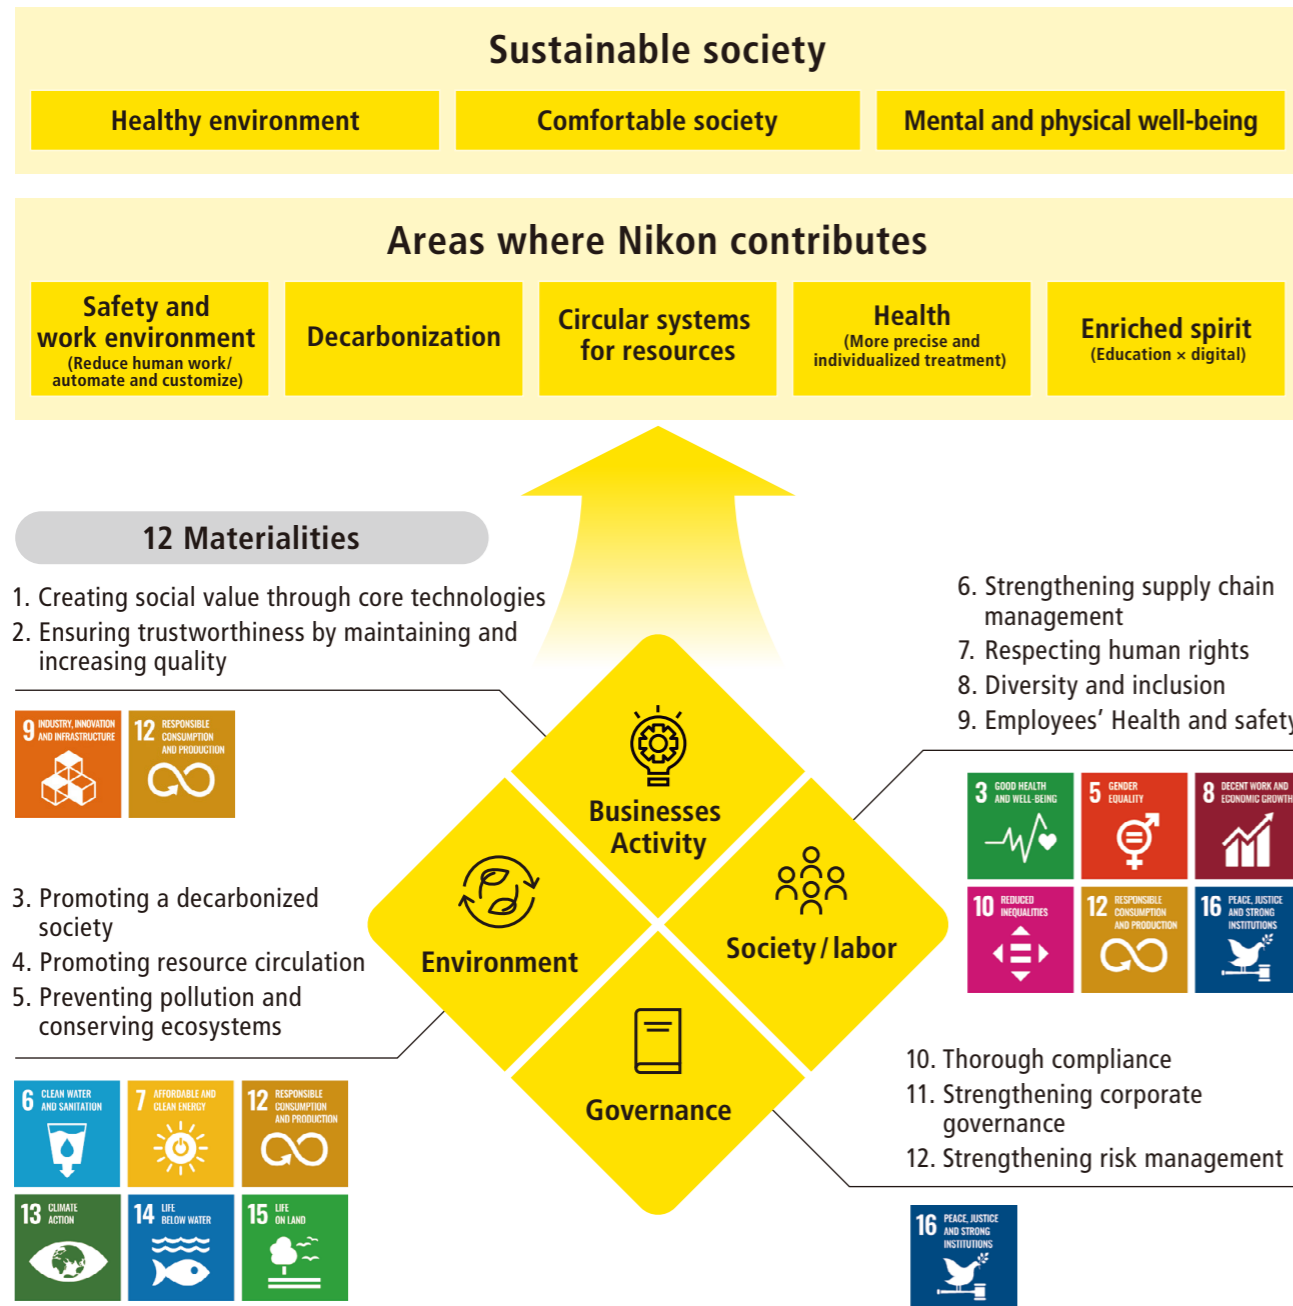 Sustainable society
Healthy environment
Comfortable society
Mental and physical well-being
Areas where Nikon contributes
Safety and
work environment
(Reduce human work/
automate and customize)
Decarbonization
Circular systems
for resources
Health
(More precise and
individualized treatment)
Enriched spirit
(Education × digital)
12 Materialities
1. Creating social value through core technologies
2. Ensuring trustworthiness by maintaining and
increasing quality
9 INDUSTRY, INNOVATION
AND INFRASTRUCTURE
12 RESPONSIBLE
CONSUMPTION
AND PRODUCTION
3. Promoting a decarbonized
society
4. Promoting resource circulation
5. Preventing pollution and
conserving ecosystems
6 CLEAN WATER
AND SANITATION
7 AFFORDABLE AND
CLEAN ENERGY
12 RESPONSIBLE
CONSUMPTION
AND PRODUCTION
13 CLIMATE
ACTION
14 LIFE
BELOW WATER
15 LIFE
ON LAND
Businesses
Activity
Environment
Society / labor
Governance
6. Strengthening supply chain
management
7. Respecting human rights
8. Diversity and inclusion
9. Employees' Health and safety
3 GOOD HEALTH
AND WELL-BEING
5 GENDER
EQUALITY
8 DECENT WORK AND
ECONOMIC GROWTH
10 REDUCED
INEQUALITIES
12 RESPONSIBLE
CONSUMPTION
AND PRODUCTION
16 PEACE, JUSTICE
AND STRONG
INSTITUTIONS
10. Thorough compliance
11. Strengthening corporate
governance
12. Strengthening risk management
16 PEACE, JUSTICE
AND STRONG
INSTITUTIONS